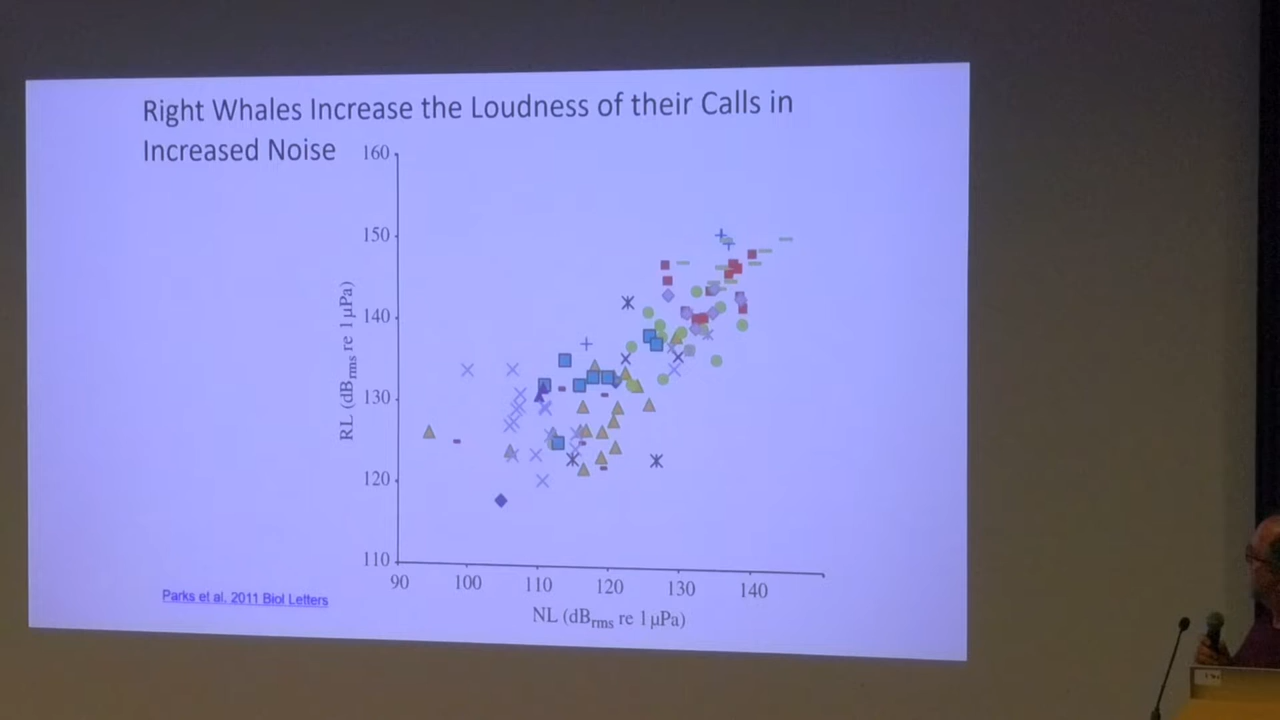 Right Whales Increase the Loudness of their Calls in
Increased Noise
160
150
140
130
120
110
RL (dBrms re 1 µPa)
90 100 110 120 130 140
NL (dBrms re 1 µPa)
Parks et al. 2011 Biol Letters